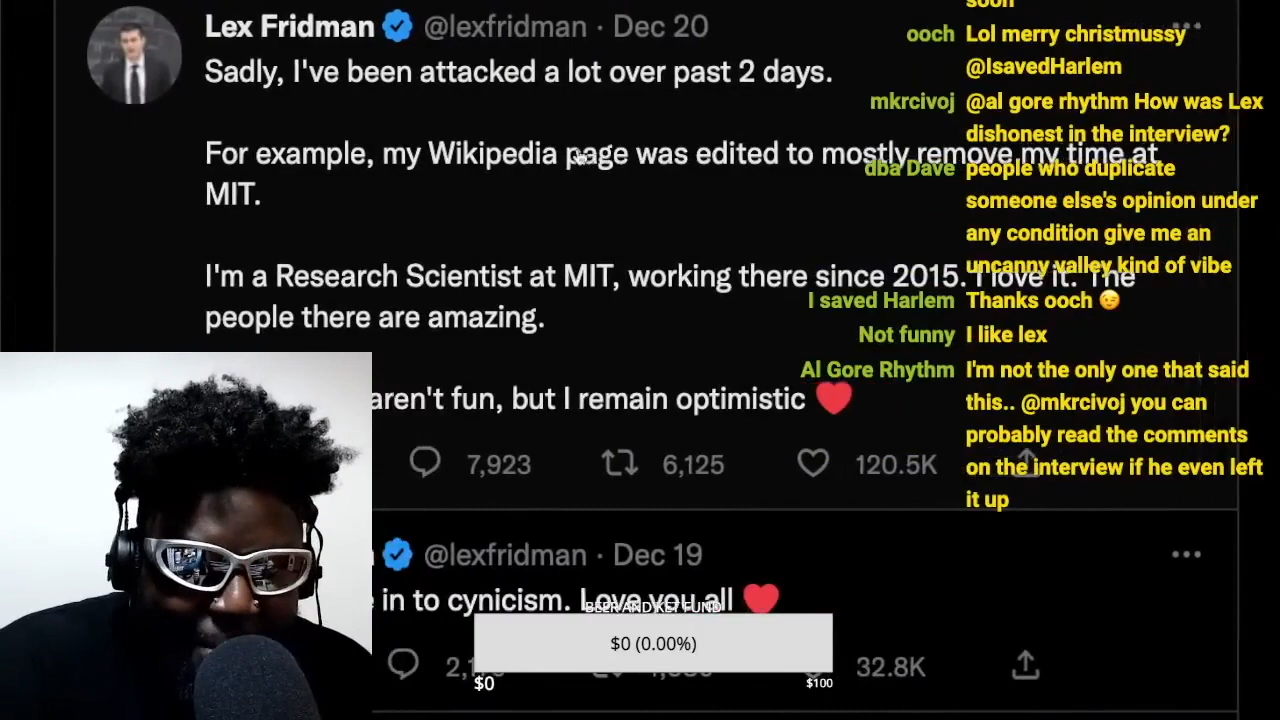 Lex Fridman @lexfridman · Dec 20
Sadly, I've been attacked a lot over past 2 days.
For example, my Wikipedia page was edited to mostly remove my time at
MIT.
I'm a Research Scientist at MIT, working there since 2015. I love it. The
people there are amazing.
aren't fun, but I remain optimistic ❤️
7,923 6,125 120.5K
@lexfridman · Dec 19
in to cynicism. Love you all ❤️
32.8K
BEER AND KET FUND
$0 (0.00%)
$0 $100
soon
ooch Lol merry christmussy
@IsavedHarlem
mkrcivoj @al gore rhythm How was Lex
dishonest in the interview?
dba Dave people who duplicate
someone else's opinion under
any condition give me an
uncanny valley kind of vibe
I saved Harlem Thanks ooch 😉
Not funny I like lex
Al Gore Rhythm I'm not the only one that said
this.. @mkrcivoj you can
probably read the comments
on the interview if he even left
it up